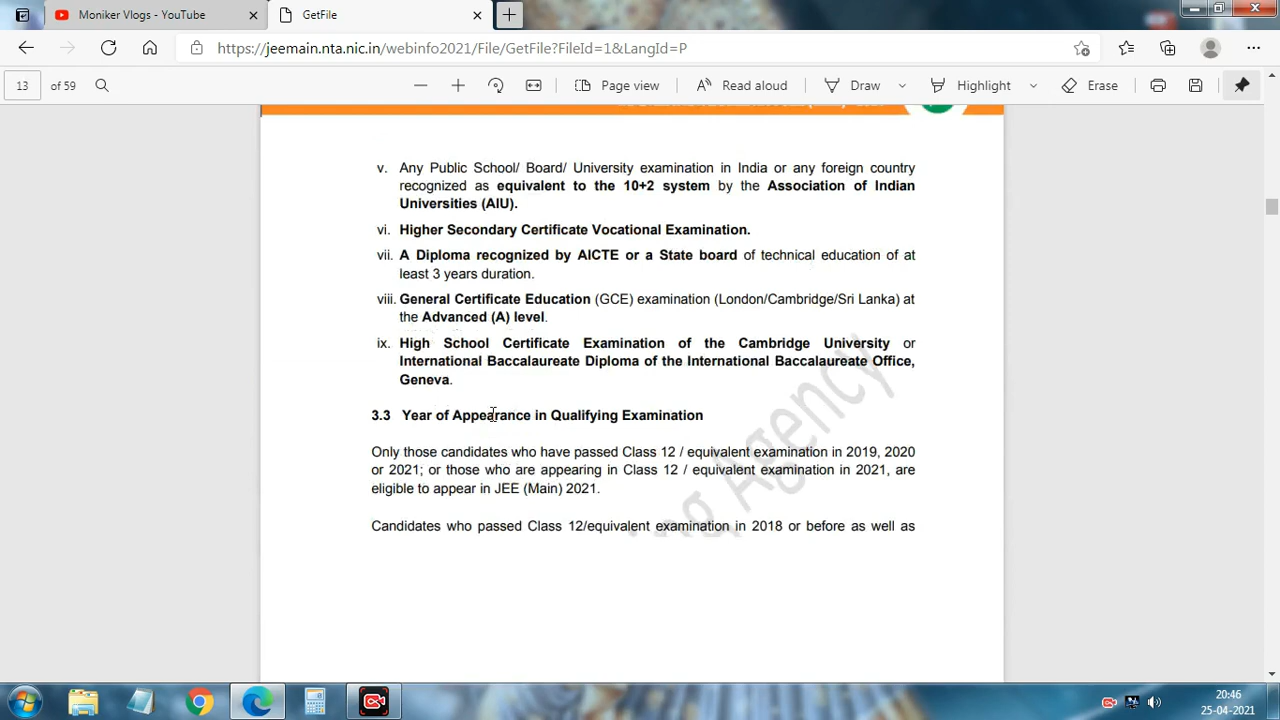 Moniker Vlogs - YouTube
GetFile
https://jeemain.nta.nic.in/webinfo2021/File/GetFile?FileId=1&LangId=P
13 of 59
Page view
Read aloud
Draw
Highlight
Erase
v. Any Public School/ Board/ University examination in India or any foreign country
recognized as equivalent to the 10+2 system by the Association of Indian
Universities (AIU).
vi. Higher Secondary Certificate Vocational Examination.
vii. A Diploma recognized by AICTE or a State board of technical education of at
least 3 years duration.
viii. General Certificate Education (GCE) examination (London/Cambridge/Sri Lanka) at
the Advanced (A) level.
ix. High School Certificate Examination of the Cambridge University or
International Baccalaureate Diploma of the International Baccalaureate Office,
Geneva.
3.3 Year of Appearance in Qualifying Examination
Only those candidates who have passed Class 12 / equivalent examination in 2019, 2020
or 2021; or those who are appearing in Class 12 / equivalent examination in 2021, are
eligible to appear in JEE (Main) 2021.
Candidates who passed Class 12/equivalent examination in 2018 or before as well as
Agency
20:46
25-04-2021